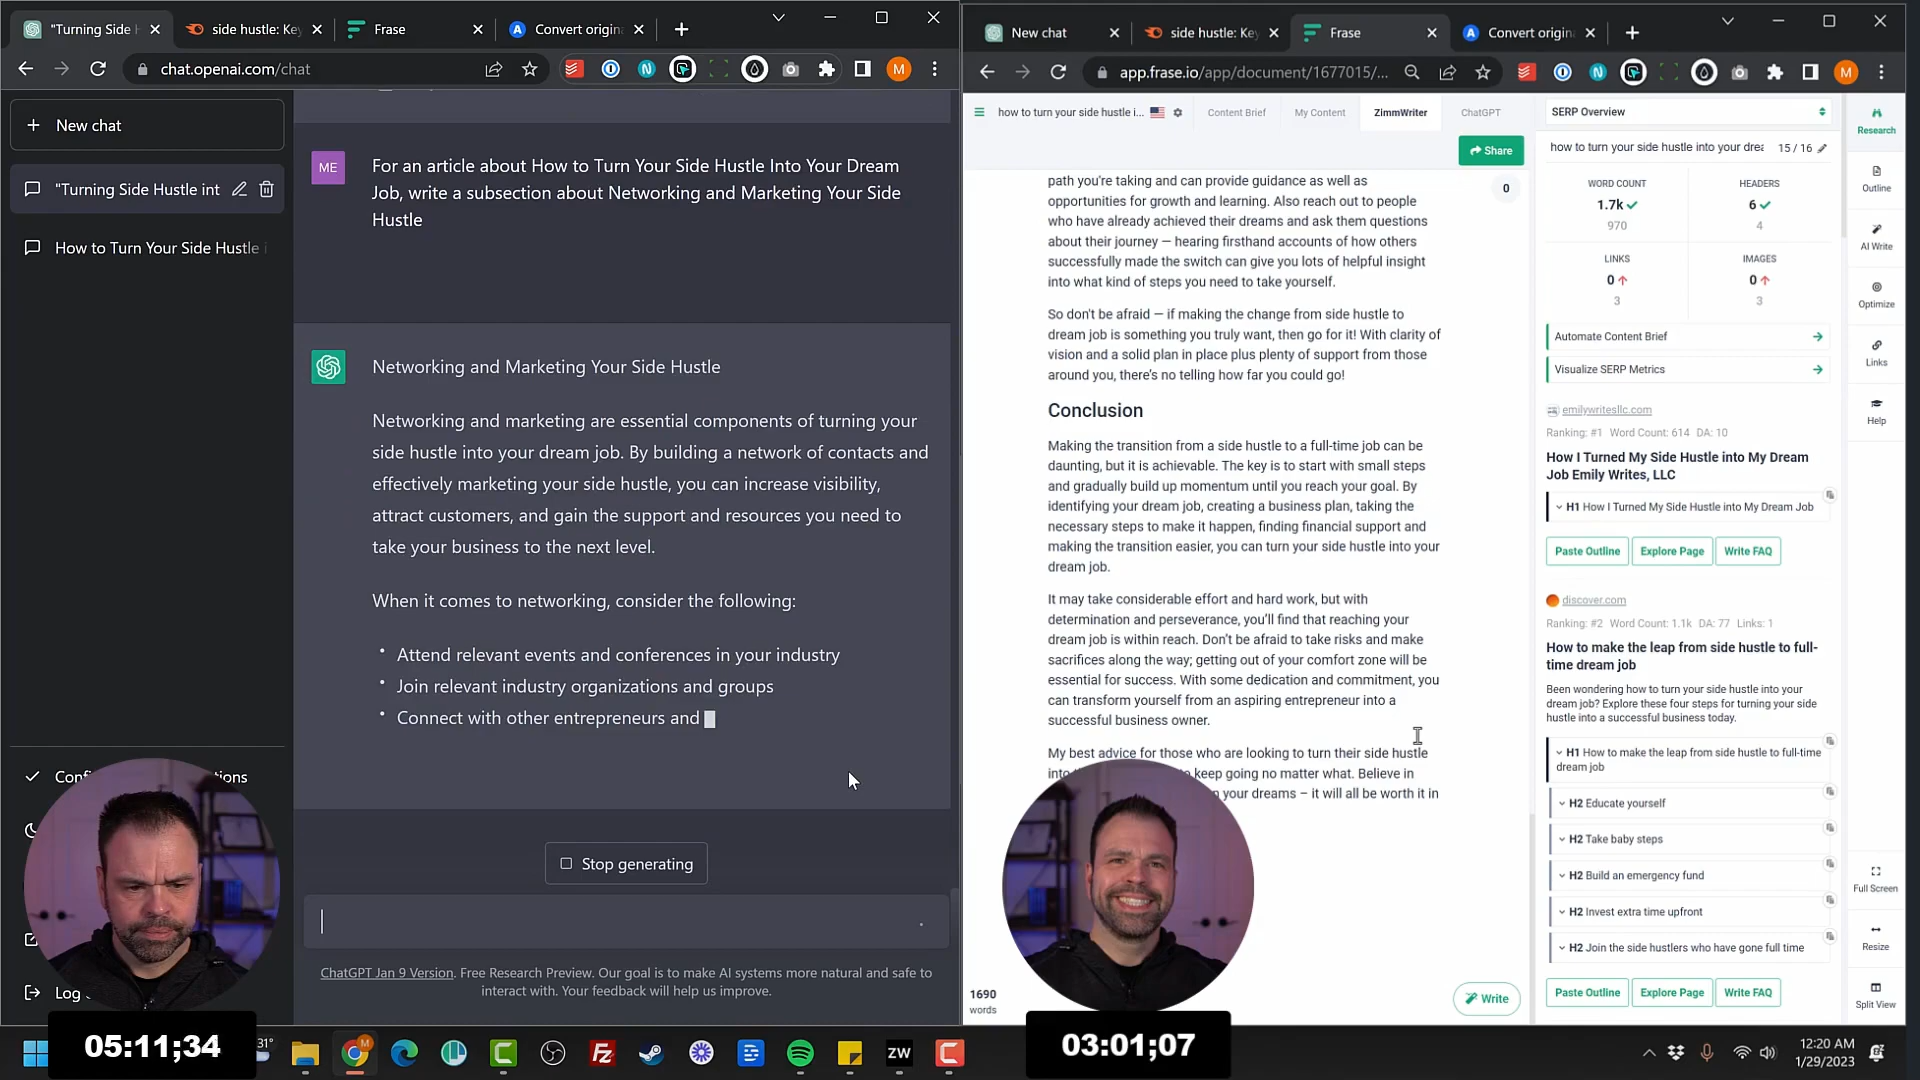 "Turning Side H
side hustle: Key
Frase
Convert origin
chat.openai.com/chat
M
New chat
"Turning Side Hustle int
How to Turn Your Side Hustle i
ME
For an article about How to Turn Your Side Hustle Into Your Dream
Job, write a subsection about Networking and Marketing Your Side
Hustle
Networking and Marketing Your Side Hustle
Networking and marketing are essential components of turning your
side hustle into your dream job. By building a network of contacts and
effectively marketing your side hustle, you can increase visibility,
attract customers, and gain the support and resources you need to
take your business to the next level.
When it comes to networking, consider the following:
• Attend relevant events and conferences in your industry
• Join relevant industry organizations and groups
• Connect with other entrepreneurs and
Stop generating
ChatGPT Jan 9 Version. Free Research Preview. Our goal is to make AI systems more natural and safe to
interact with. Your feedback will help us improve.
Log
05:11;34
New chat
side hustle: Key
Frase
Convert origin
app.frase.io/app/document/1677015/...
M
how to turn your side hustle i...
Content Brief
My Content
ZimmWriter
ChatGPT
Share
0
path you're taking and can provide guidance as well as
opportunities for growth and learning. Also reach out to people
who have already achieved their dreams and ask them questions
about their journey — hearing firsthand accounts of how others
successfully made the switch can give you lots of helpful insight
into what kind of steps you need to take yourself.
So don't be afraid — if making the change from side hustle to
dream job is something you truly want, then go for it! With clarity of
vision and a solid plan in place plus plenty of support from those
around you, there's no telling how far you could go!
Conclusion
Making the transition from a side hustle to a full-time job can be
daunting, but it is achievable. The key is to start with small steps
and gradually build up momentum until you reach your goal. By
identifying your dream job, creating a business plan, taking the
necessary steps to make it happen, finding financial support and
making the transition easier, you can turn your side hustle into your
dream job.
It may take considerable effort and hard work, but with
determination and perseverance, you'll find that reaching your
dream job is within reach. Don't be afraid to take risks and make
sacrifices along the way; getting out of your comfort zone will be
essential for success. With some dedication and commitment, you
can transform yourself from an aspiring entrepreneur into a
successful business owner.
My best advice for those who are looking to turn their side hustle
into keep going no matter what. Believe in
your dreams – it will all be worth it in
1690
words
Write
03:01;07
SERP Overview
how to turn your side hustle into your drea
15 / 16
WORD COUNT
HEADERS
1.7k
6
970
4
LINKS
IMAGES
0
0
3
3
Automate Content Brief
Visualize SERP Metrics
emilywritesllc.com
Ranking: #1 Word Count: 614 DA: 10
How I Turned My Side Hustle into My Dream
Job Emily Writes, LLC
H1 How I Turned My Side Hustle into My Dream Job
Paste Outline
Explore Page
Write FAQ
discover.com
Ranking: #2 Word Count: 1.1k DA: 77 Links: 1
How to make the leap from side hustle to full-
time dream job
Been wondering how to turn your side hustle into your
dream job? Explore these four steps for turning your side
hustle into a successful business today.
H1 How to make the leap from side hustle to full-time
dream job
H2 Educate yourself
H2 Take baby steps
H2 Build an emergency fund
H2 Invest extra time upfront
H2 Join the side hustlers who have gone full time
Paste Outline
Explore Page
Write FAQ
Research
Outline
AI Write
Optimize
Links
Help
Full Screen
Resize
Split View
31°
M
ZW
12:20 AM
1/29/2023